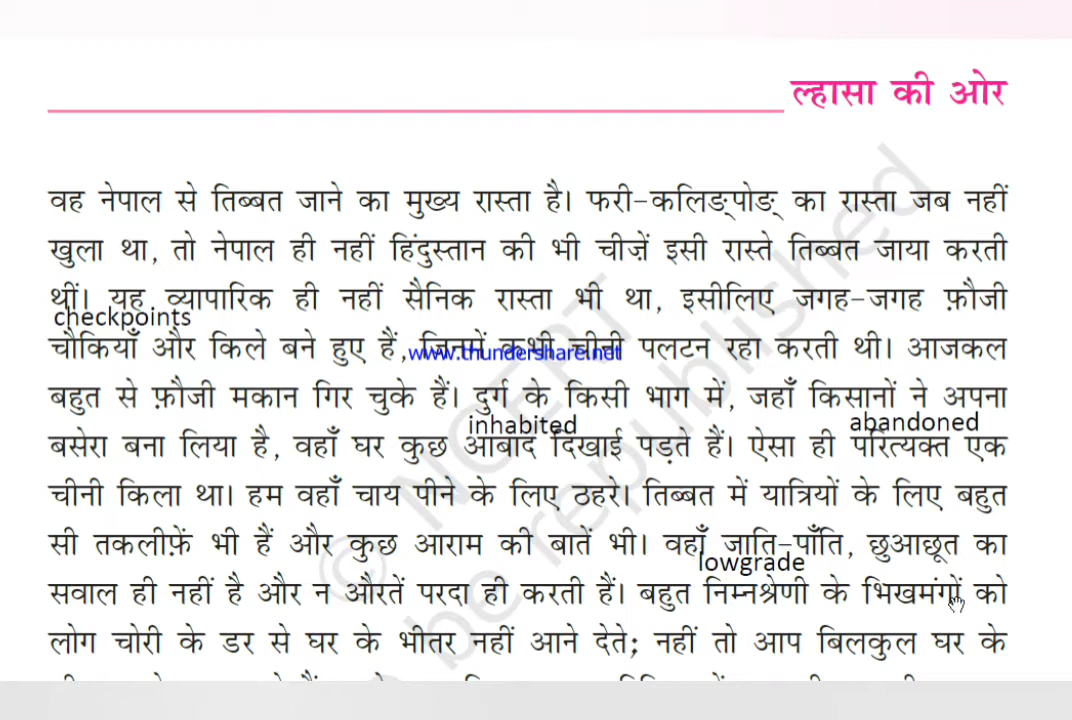 ल्हासा की ओर
वह नेपाल से तिब्बत जाने का मुख्य रास्ता है। फरी-कलिङ्पोङ् का रास्ता जब नहीं
खुला था, तो नेपाल ही नहीं हिंदुस्तान की भी चीज़ें इसी रास्ते तिब्बत जाया करती
थीं। यह व्यापारिक ही नहीं सैनिक रास्ता भी था, इसीलिए जगह-जगह फ़ौजी
checkpoints
चौकियाँ और किले बने हुए हैं, जिनमें कभी चीनी पलटन रहा करती थी। आजकल
www.thundershare.net
बहुत से फ़ौजी मकान गिर चुके हैं। दुर्ग के किसी भाग में, जहाँ किसानों ने अपना
inhabited abandoned
बसेरा बना लिया है, वहाँ घर कुछ आबाद दिखाई पड़ते हैं। ऐसा ही परित्यक्त एक
चीनी किला था। हम वहाँ चाय पीने के लिए ठहरे। तिब्बत में यात्रियों के लिए बहुत
सी तकलीफ़ें भी हैं और कुछ आराम की बातें भी। वहाँ जाति-पाँति, छुआछूत का
lowgrade
सवाल ही नहीं है और न औरतें परदा ही करती हैं। बहुत निम्नश्रेणी के भिखमंगों को
लोग चोरी के डर से घर के भीतर नहीं आने देते; नहीं तो आप बिलकुल घर के
© NCERT
be republished